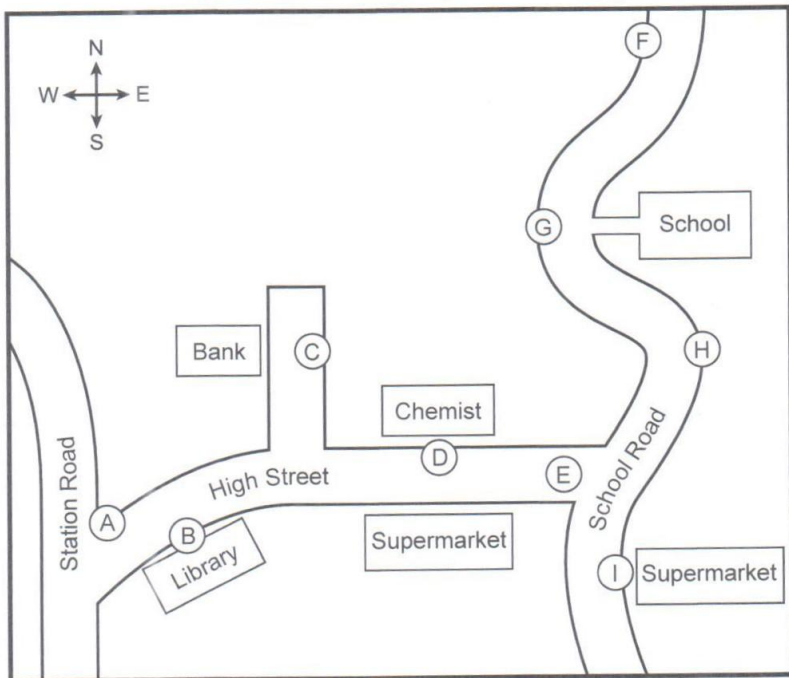 F
N
W E
S
G
School
Bank
C
H
Chemist
D
School Road
Station Road
High Street
E
A
B
Library
Supermarket
I
Supermarket